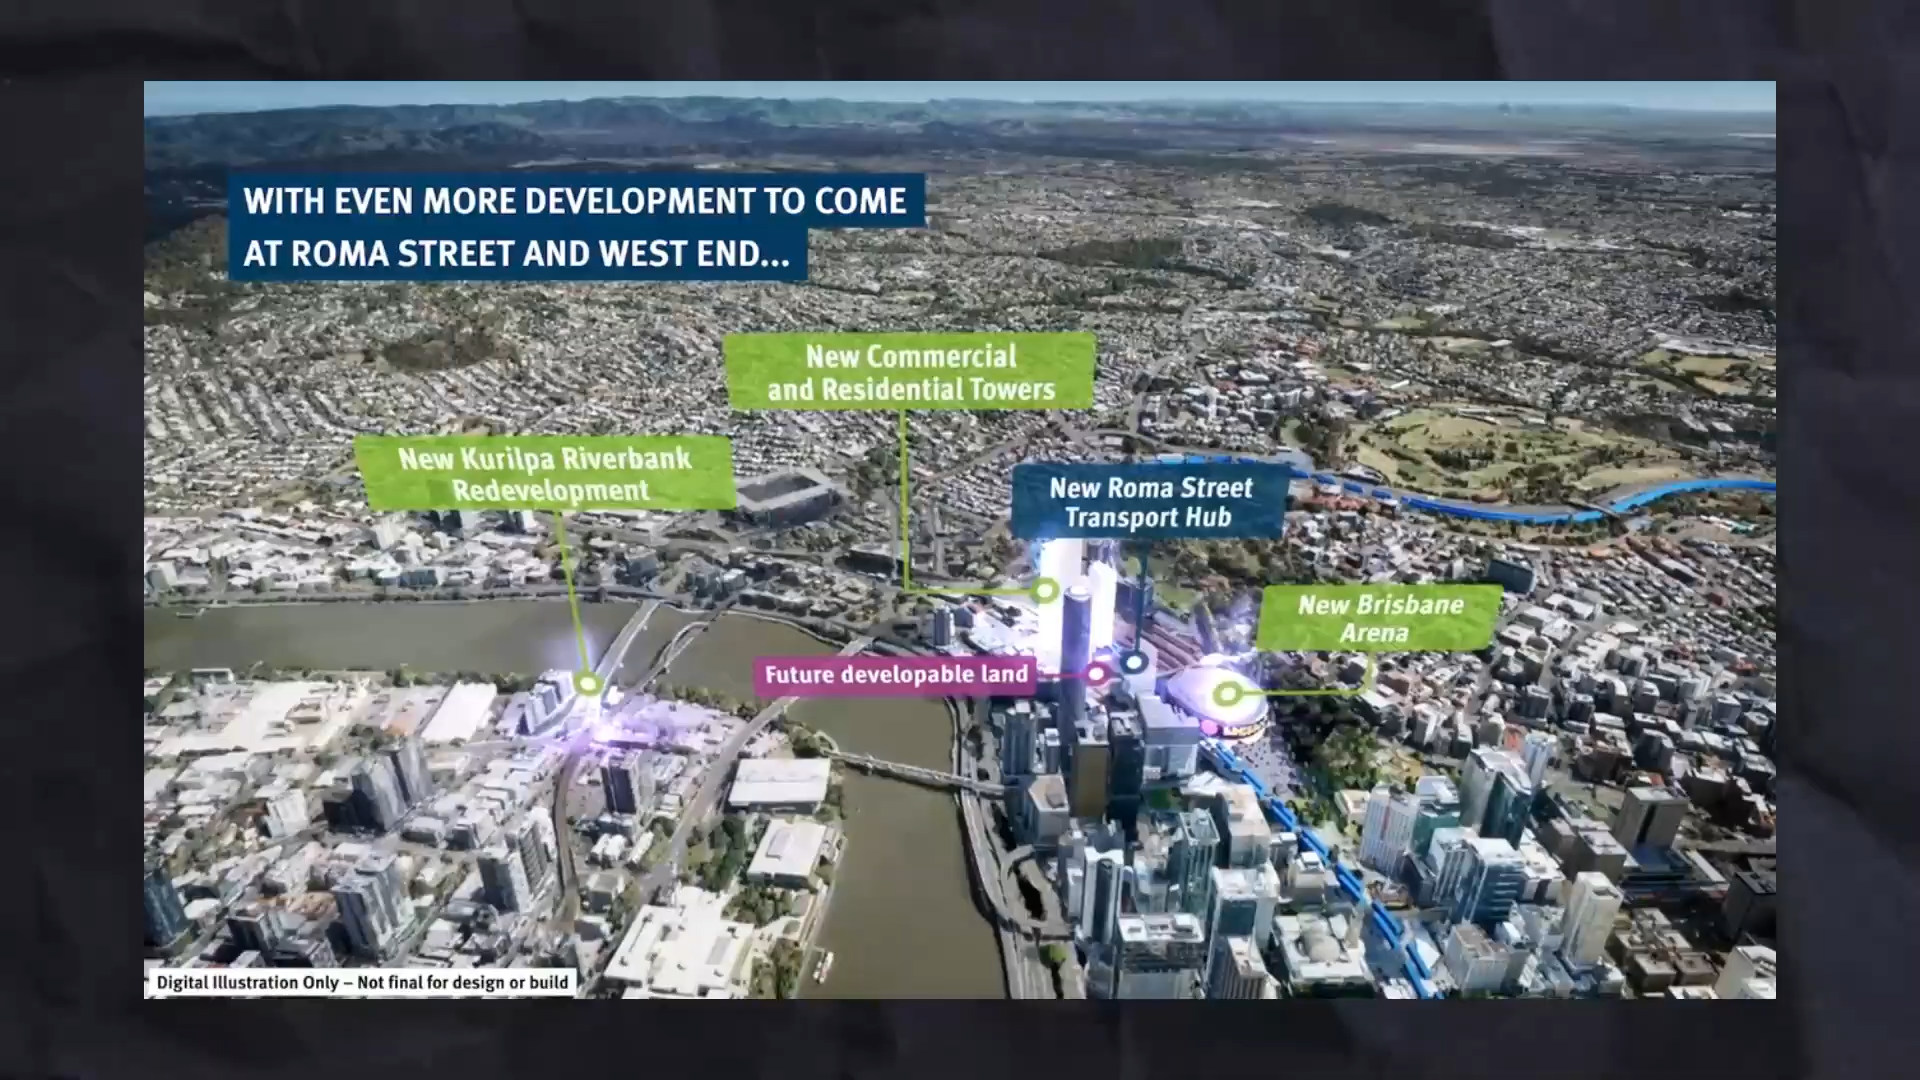 WITH EVEN MORE DEVELOPMENT TO COME
AT ROMA STREET AND WEST END...
New Commercial
and Residential Towers
New Kurilpa Riverbank
Redevelopment
New Roma Street
Transport Hub
New Brisbane
Arena
Future developable land
Digital Illustration Only – Not final for design or build